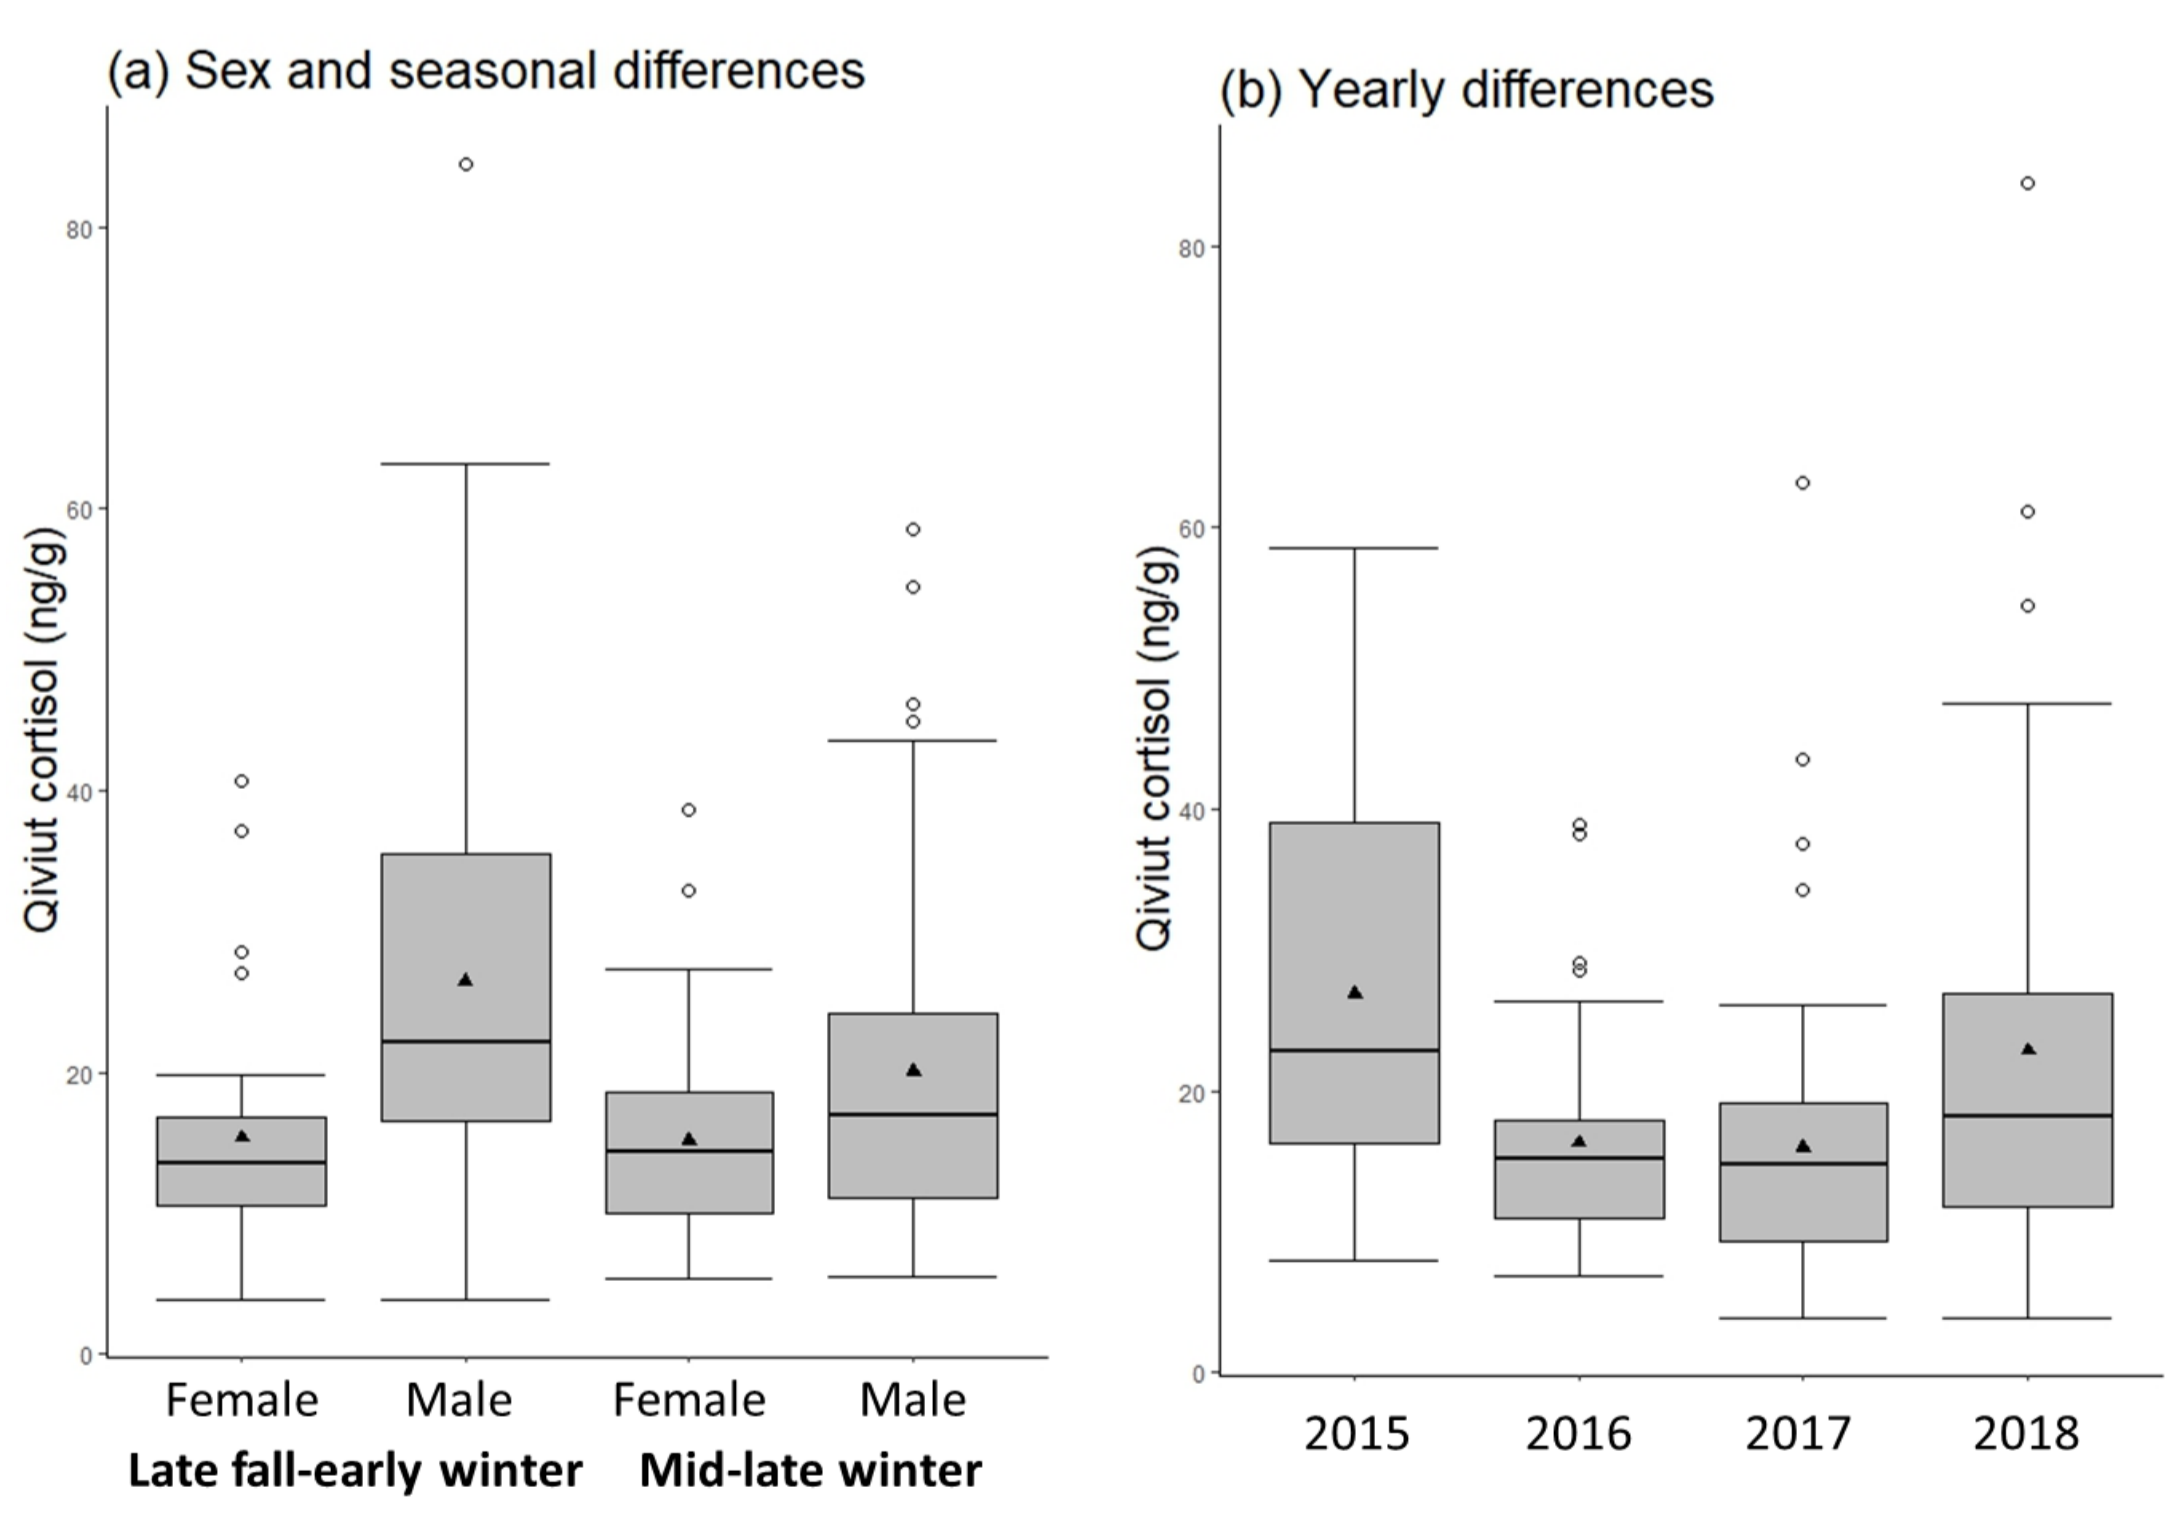 (a) Sex and seasonal differences
Qiviut cortisol (ng/g)
80
60
40
20
0
Female Male Female Male
Late fall-early winter Mid-late winter
(b) Yearly differences
Qiviut cortisol (ng/g)
80
60
40
20
0
2015 2016 2017 2018